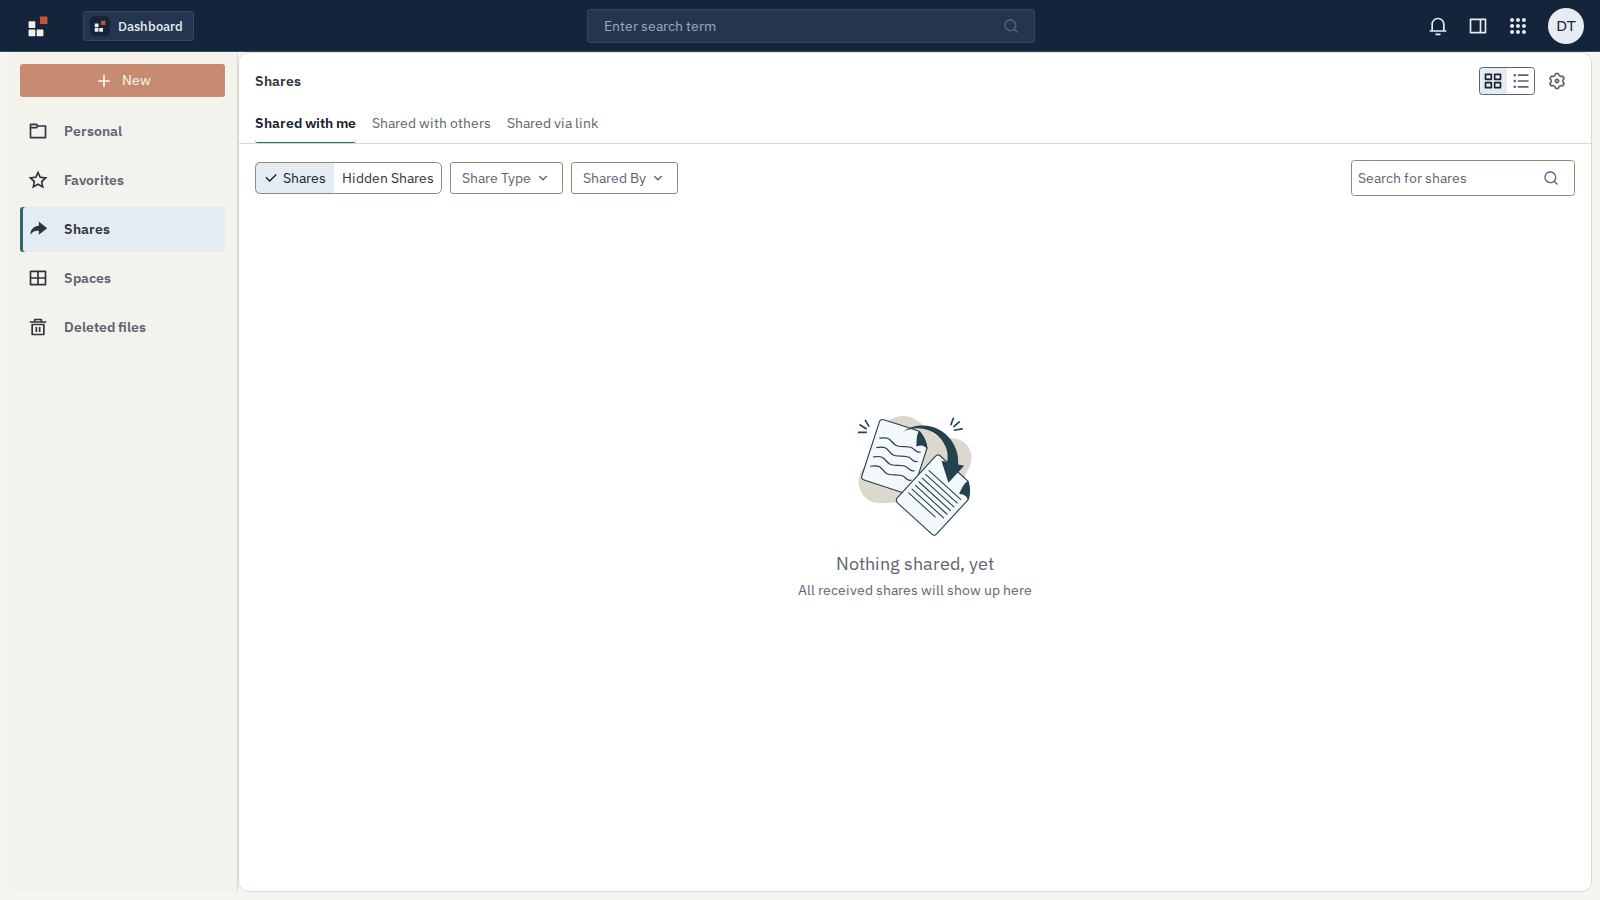 Dashboard
Enter search term
DT
New
Personal
Favorites
Shares
Spaces
Deleted files
Shares
Shared with me
Shared with others
Shared via link
Shares
Hidden Shares
Share Type
Shared By
Search for shares
Nothing shared, yet
All received shares will show up here